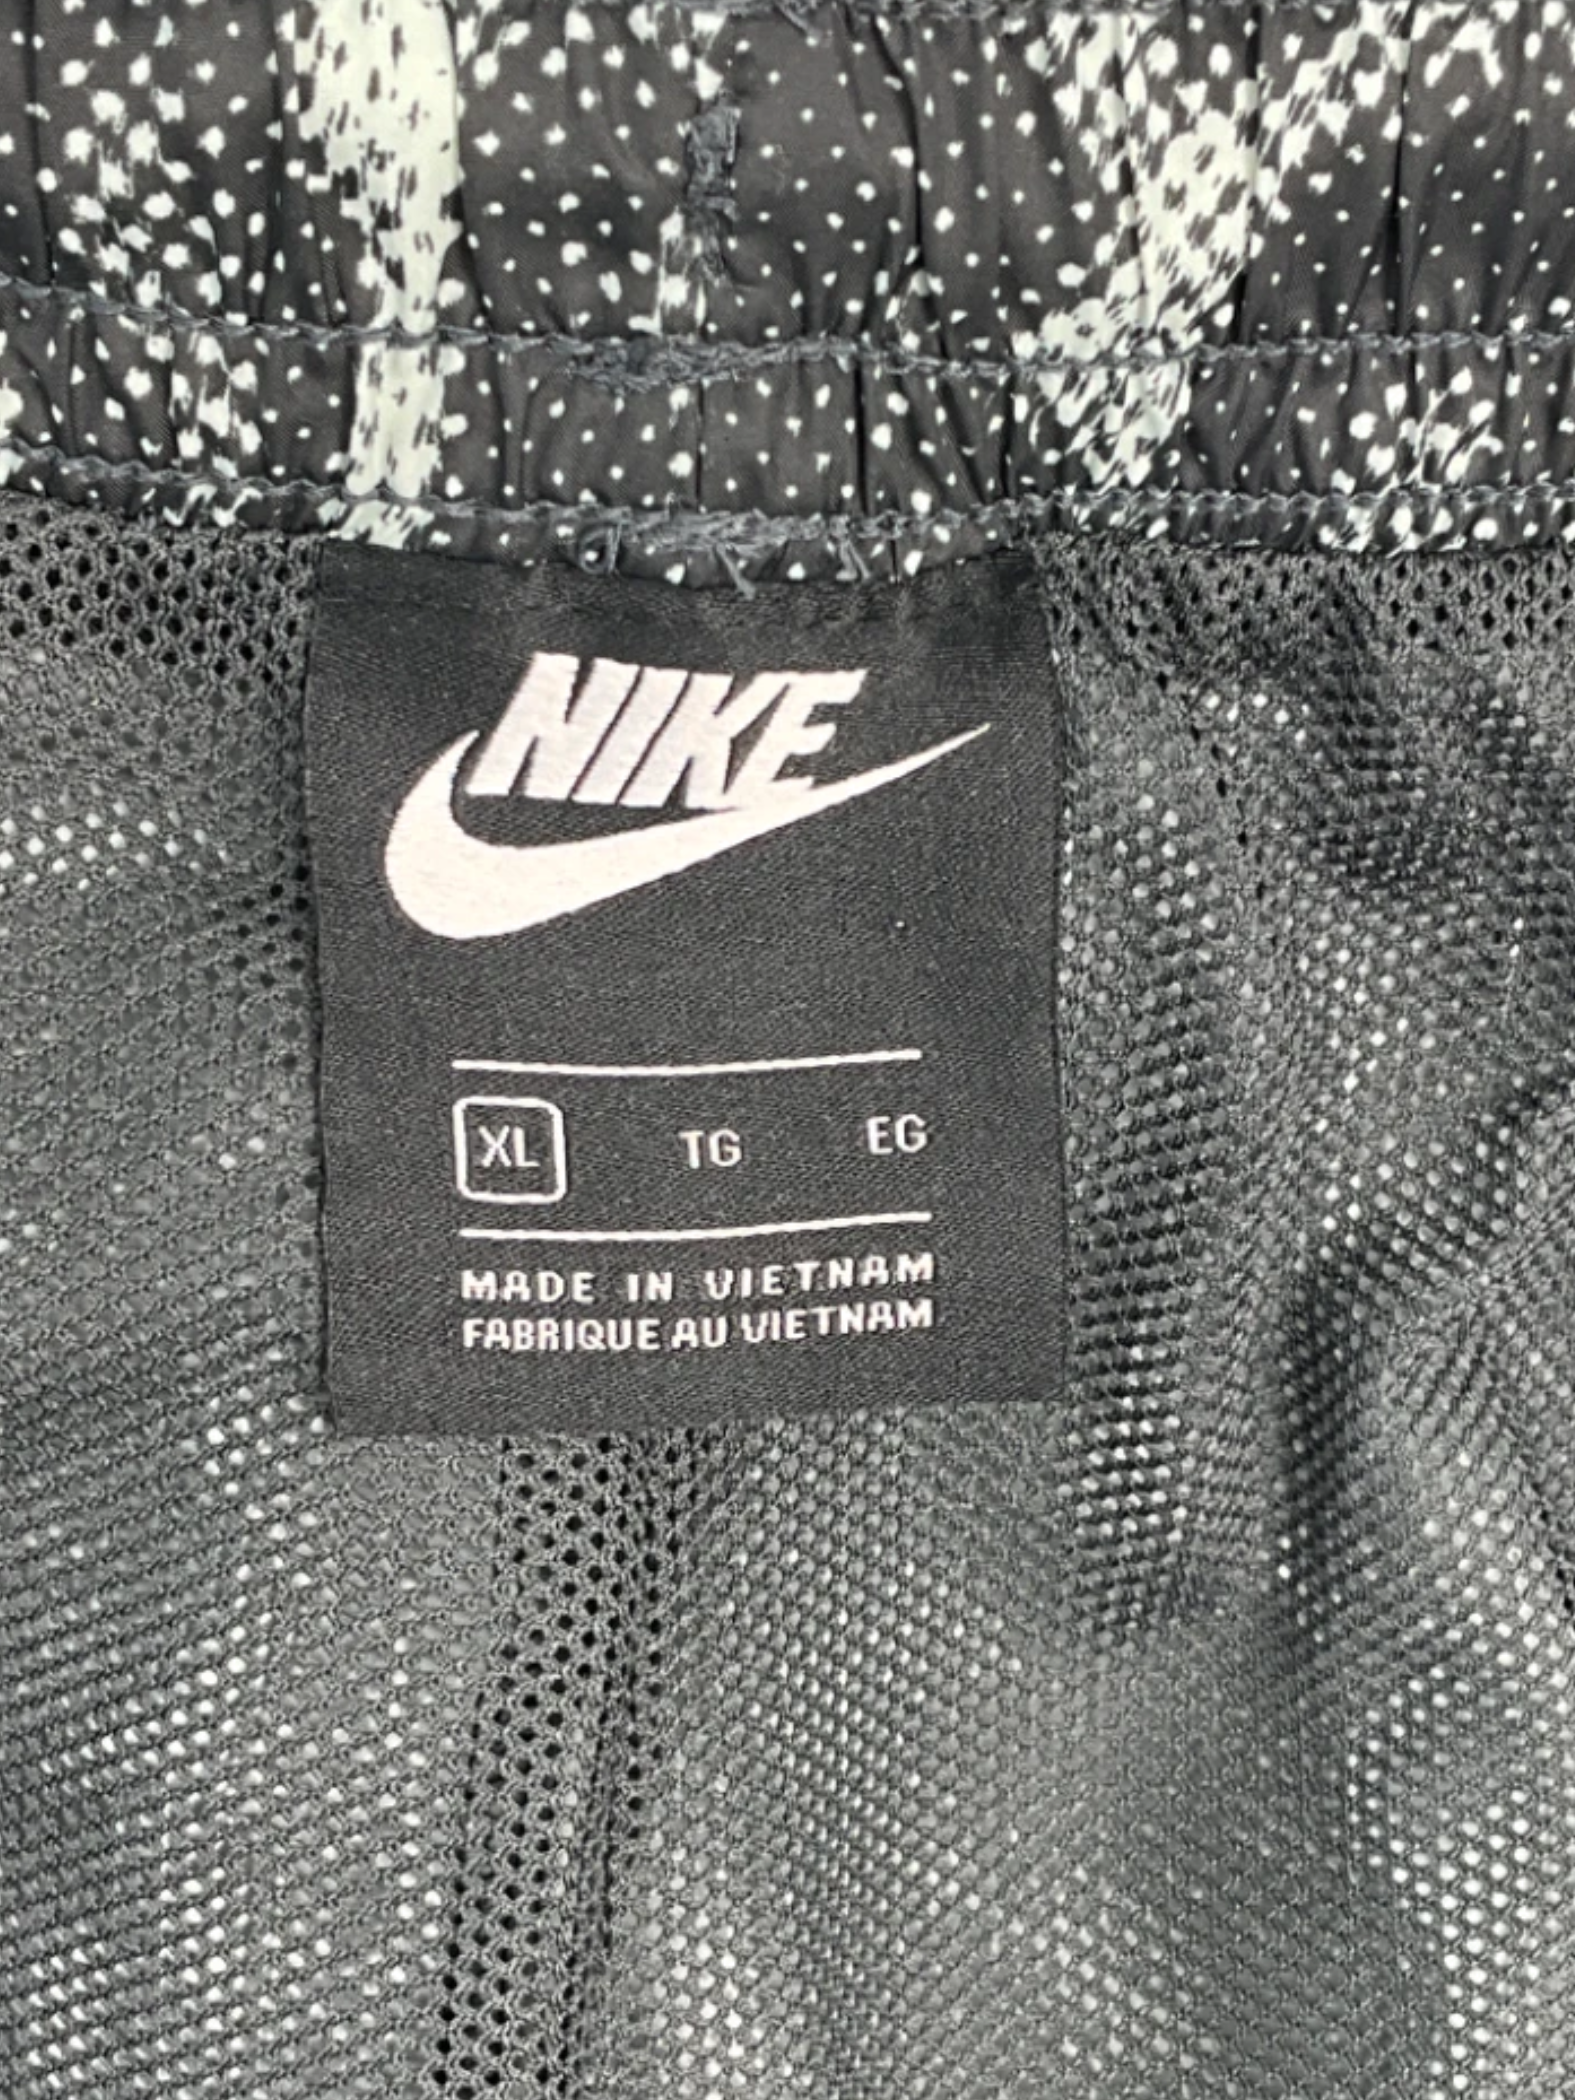 NIKE
XL TG EG
MADE IN VIETNAM
FABRIQUE AU VIETNAM